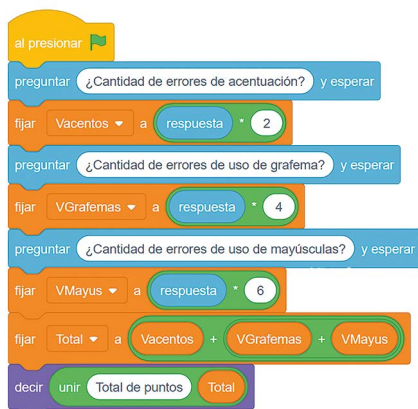 al presionar
preguntar ¿Cantidad de errores de acentuación? y esperar
fijar Vacentos a respuesta * 2
preguntar ¿Cantidad de errores de uso de grafema? y esperar
fijar VGrafemas a respuesta * 4
preguntar ¿Cantidad de errores de uso de mayúsculas? y esperar
fijar VMayus a respuesta * 6
fijar Total a Vacentos + VGrafemas + VMayus
decir unir Total de puntos Total